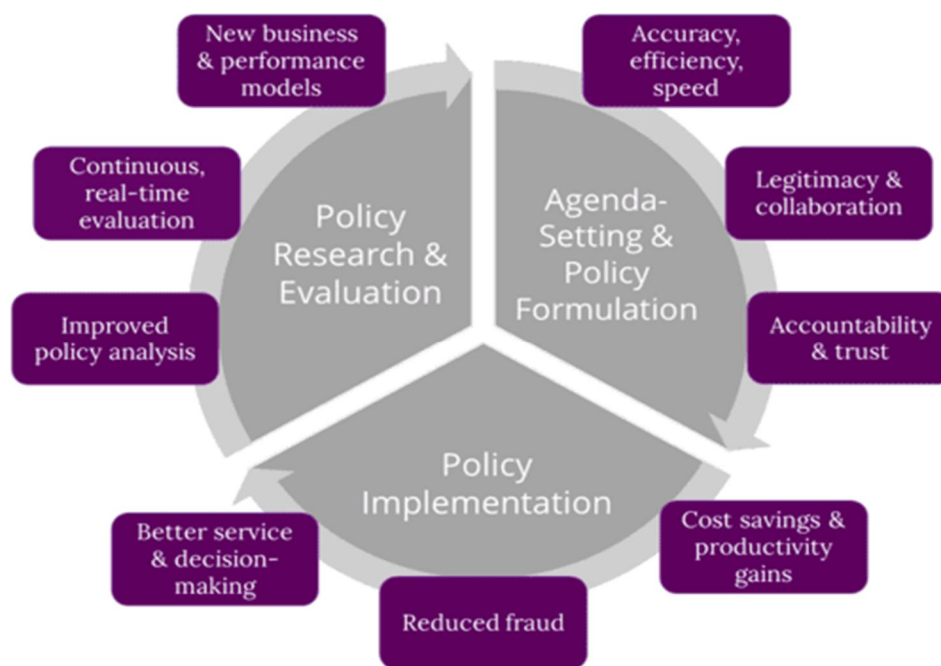 New business
& performance
models
Accuracy,
efficiency,
speed
Continuous,
real-time
evaluation
Legitimacy &
collaboration
Policy
Research &
Evaluation
Agenda-
Setting &
Policy
Formulation
Improved
policy analysis
Accountability
& trust
Policy
Implementation
Better service
& decision-
making
Cost savings &
productivity
gains
Reduced fraud